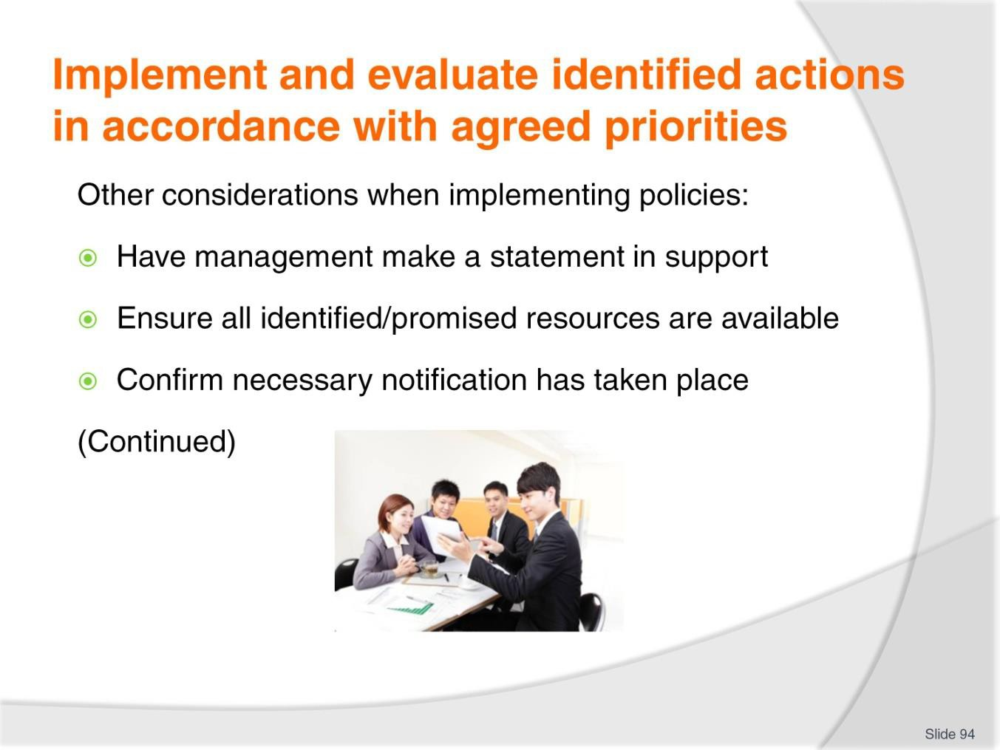 Implement and evaluate identified actions
in accordance with agreed priorities
Other considerations when implementing policies:
Have management make a statement in support
Ensure all identified/promised resources are available
Confirm necessary notification has taken place
(Continued)
Slide 94